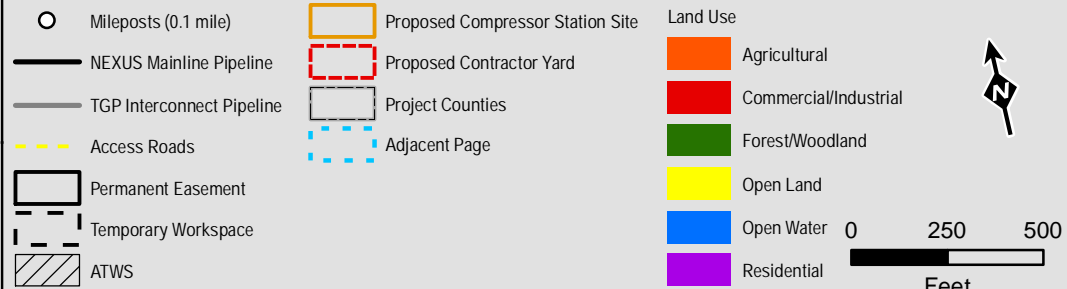 Mileposts (0.1 mile)
NEXUS Mainline Pipeline
TGP Interconnect Pipeline
Access Roads
Permanent Easement
Temporary Workspace
ATWS
Proposed Compressor Station Site
Proposed Contractor Yard
Project Counties
Adjacent Page
Land Use
Agricultural
Commercial/Industrial
Forest/Woodland
Open Land
Open Water
Residential
N
0 250 500
Feet